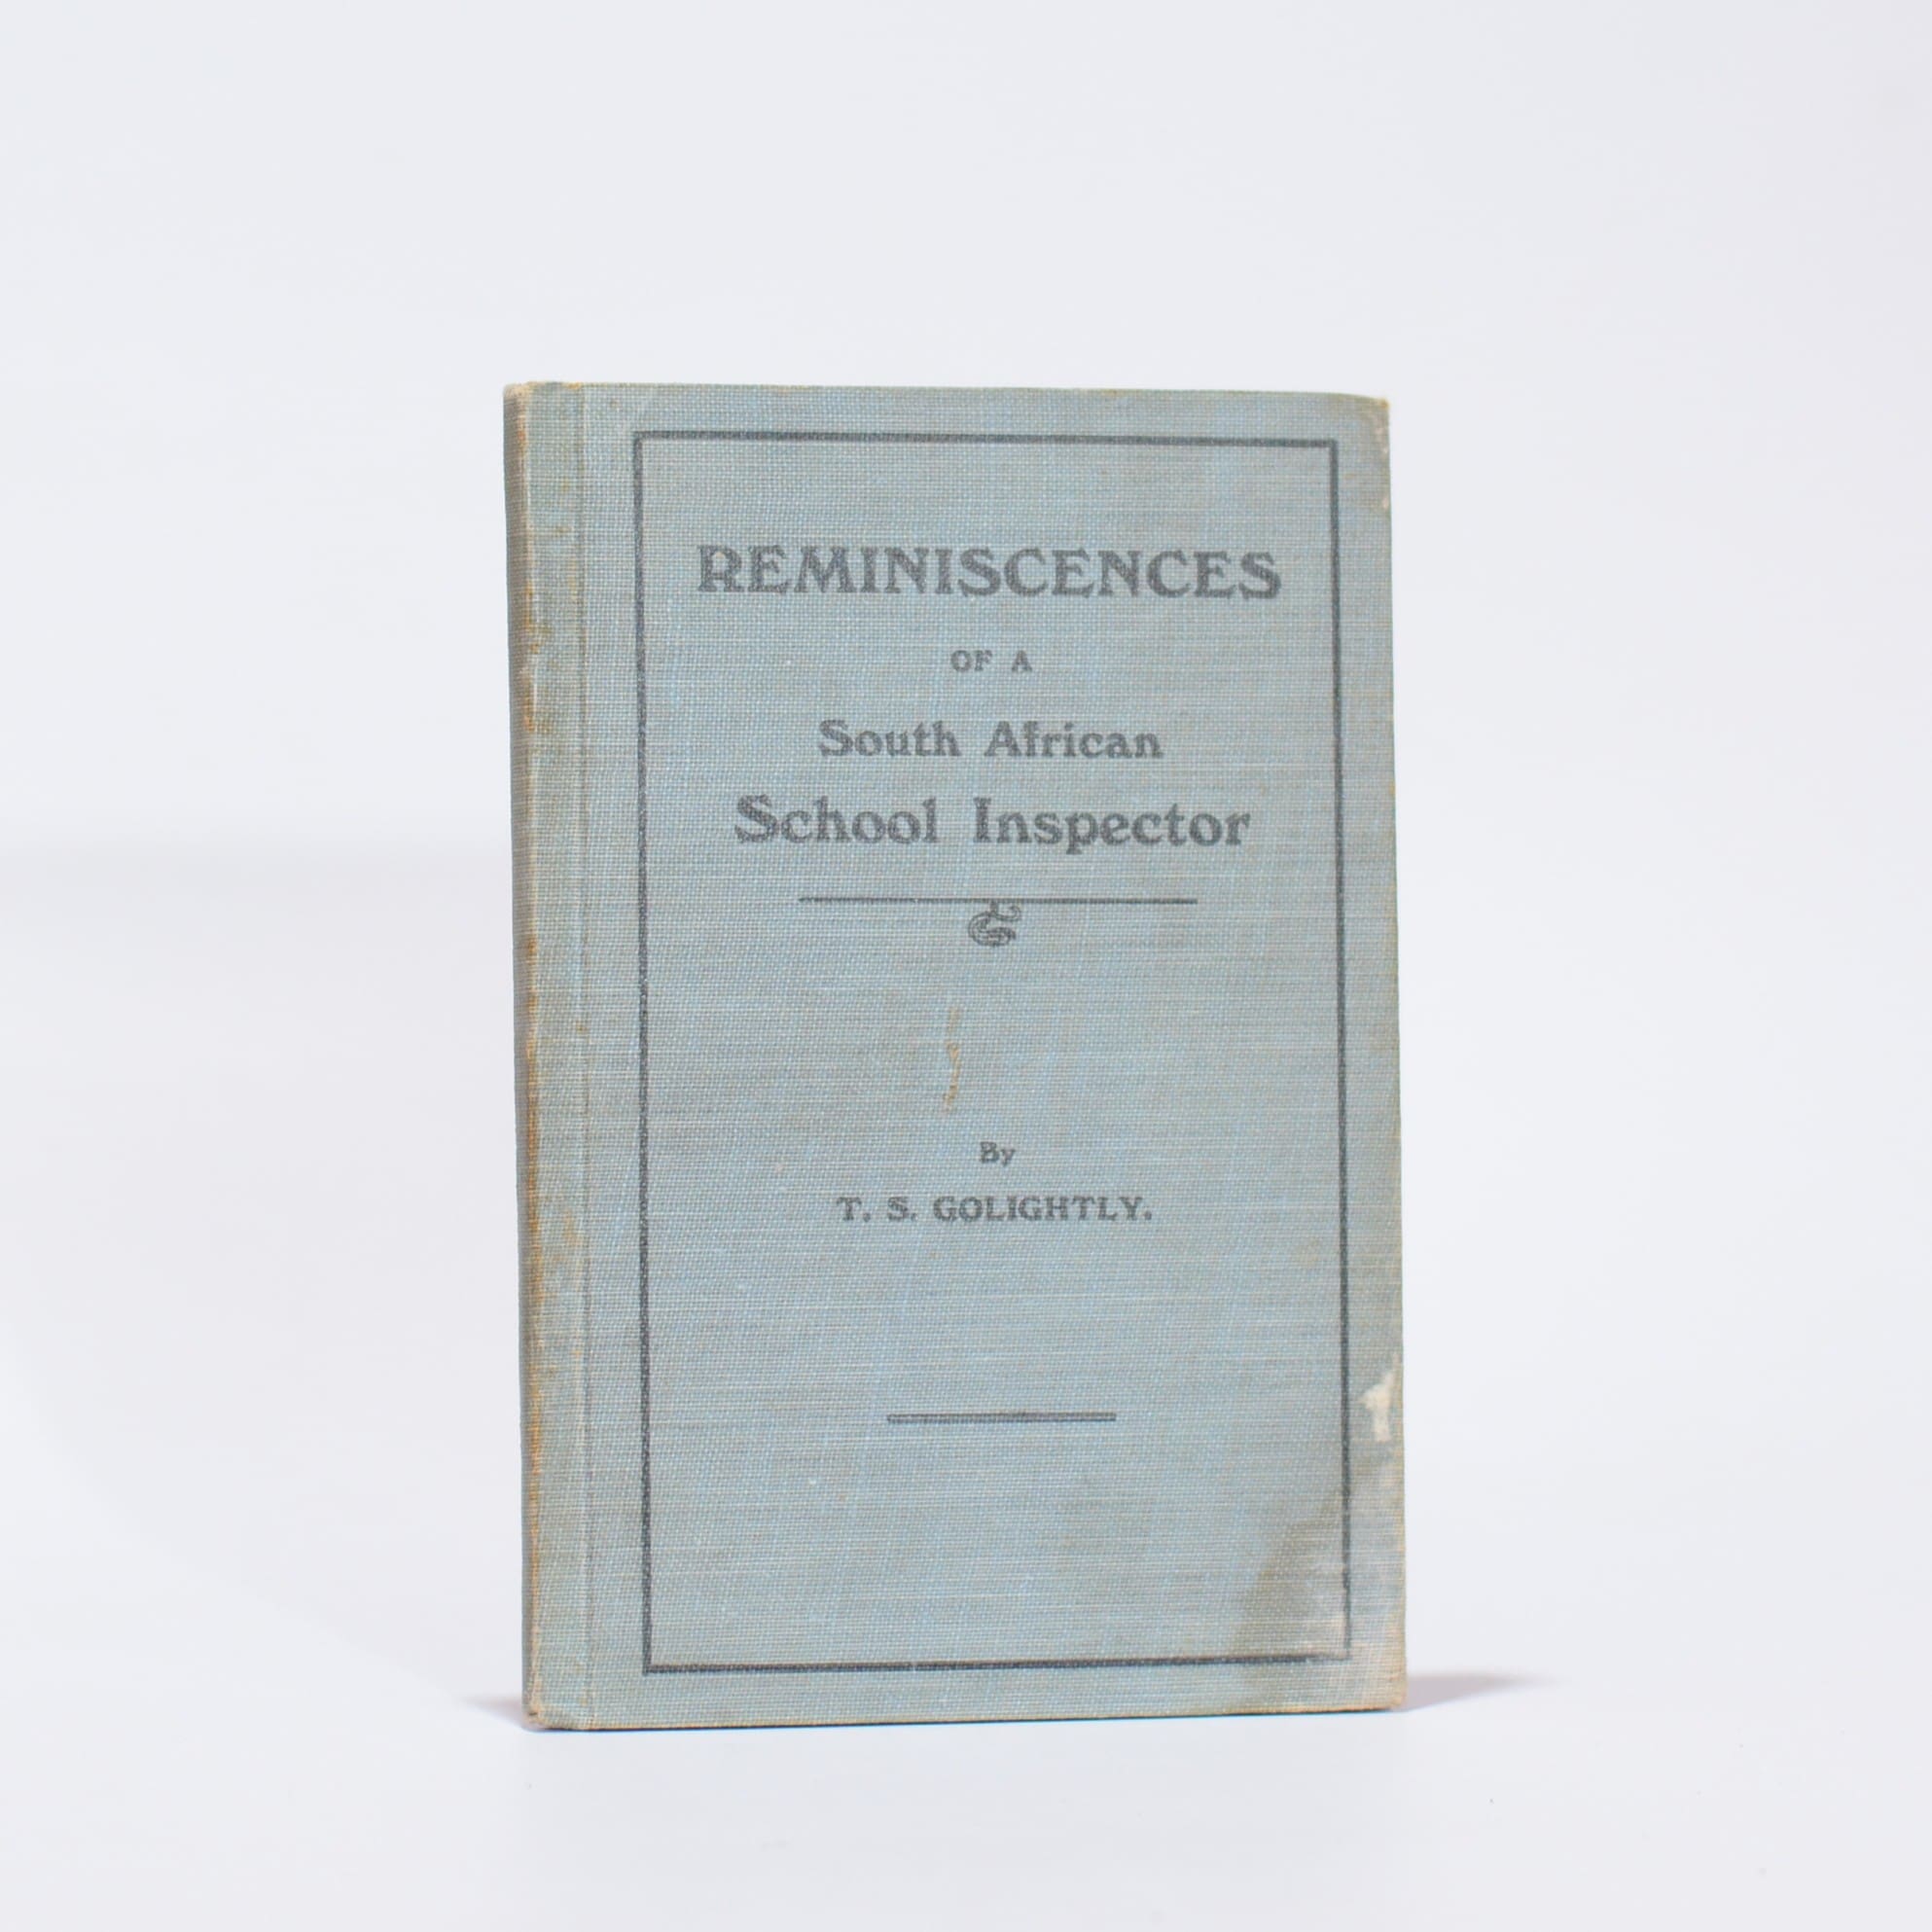 REMINISCENCES
OF A
South African
School Inspector
By
T. S. GOLIGHTLY.